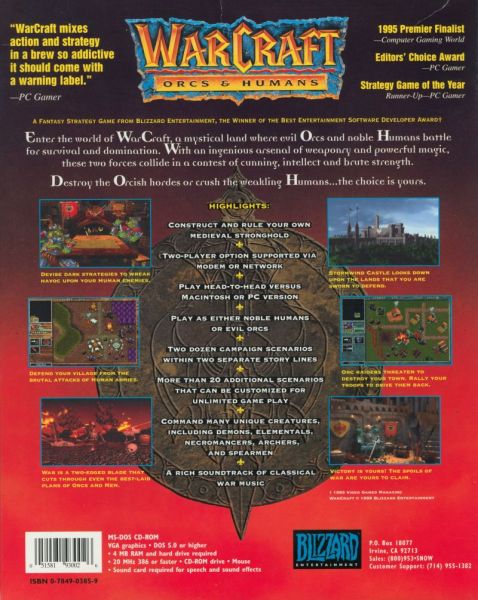 "WARCRAFT MIXES
ACTION AND STRATEGY
IN A BREW SO ADDICTIVE
IT SHOULD COME WITH
A WARNING LABEL."
—PC Gamer
WARCRAFT
ORCS & HUMANS
1995 Premier Finalist
—Computer Gaming World
Editors' Choice Award
—PC Gamer
Strategy Game of the Year
Runner-Up—PC Gamer
A Fantasy Strategy Game from Blizzard Entertainment, the Winner of the Best Entertainment Software Developer Award†
Enter the world of WarCraft, a mystical land where evil Orcs and noble Humans battle
for survival and domination. With an ingenious arsenal of weaponry and powerful magic,
these two forces collide in a contest of cunning, intellect and brute strength.
Destroy the Orcish hordes or crush the weakling Humans...the choice is yours.
HIGHLIGHTS:
Construct and rule your own
medieval stronghold
Two-player option supported via
modem or network
Play head-to-head versus
Macintosh or PC version
Play as either noble Humans
or evil Orcs
Two dozen campaign scenarios
within two separate story lines
More than 20 additional scenarios
that can be customized for
unlimited game play
Command many unique creatures,
including demons, elementals,
necromancers, archers,
and spearmen
A rich soundtrack of classical
war music
Devise dark strategies to wreak
havoc upon your Human enemies.
Defend your village from the
brutal attacks of Human armies.
War is a two-edged blade that
cuts through even the best-laid
plans of Orcs and Men.
Stormwind Castle looks down
upon the lands that you are
sworn to defend.
Orc raiders threaten to
destroy your town. Rally your
troops to drive them back.
Victory is yours! The spoils of
war are yours to claim.
† 1995 Video Games Magazine
WarCraft © 1995 Blizzard Entertainment
MS-DOS CD-ROM
VGA graphics • DOS 5.0 or higher
• 4 MB RAM and hard drive required
• 20 MHz 386 or faster • CD-ROM drive • Mouse
• Sound card required for speech and sound effects
51581 93002
ISBN 0-7849-0385-9
BLIZZARD
ENTERTAINMENT
P.O. Box 18077
Irvine, CA 92713
Sales: (800)953-SNOW
Customer Support: (714) 955-1382